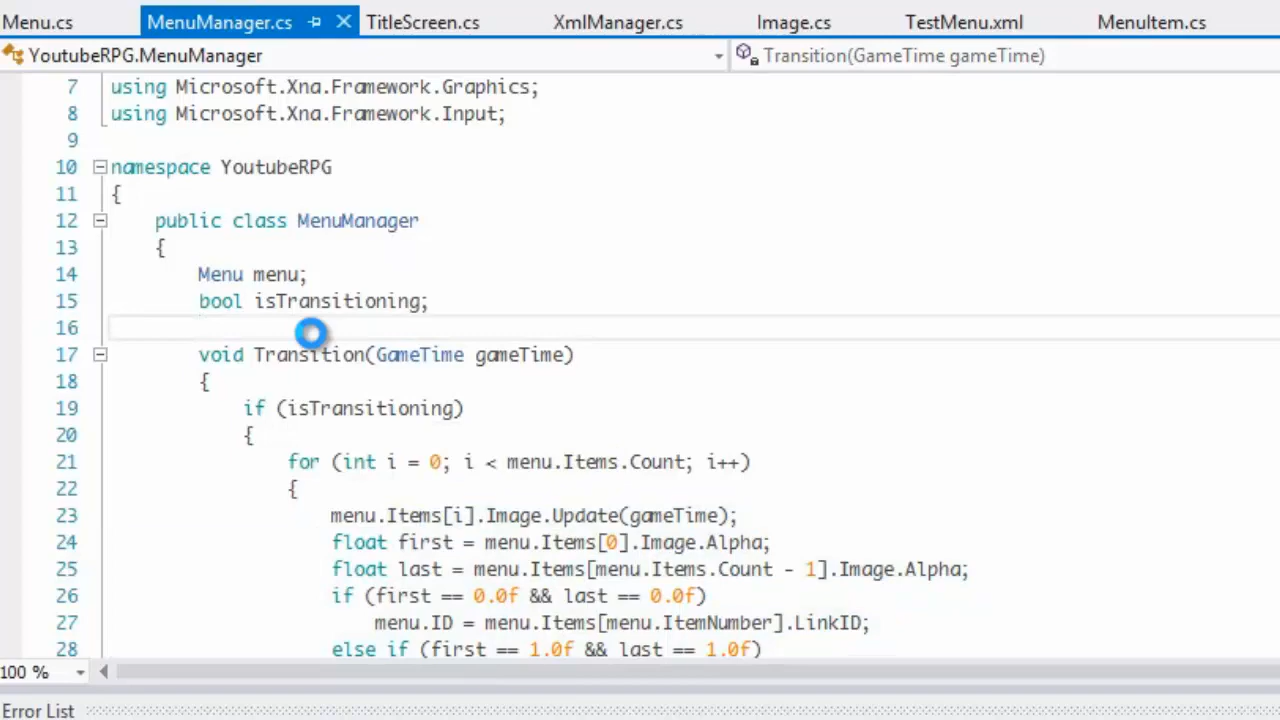 Menu.cs MenuManager.cs TitleScreen.cs XmlManager.cs Image.cs TestMenu.xml MenuItem.cs
YoutubeRPG.MenuManager Transition(GameTime gameTime)
7 using Microsoft.Xna.Framework.Graphics;
8 using Microsoft.Xna.Framework.Input;
9
10 namespace YoutubeRPG
11 {
12 public class MenuManager
13 {
14 Menu menu;
15 bool isTransitioning;
16
17 void Transition(GameTime gameTime)
18 {
19 if (isTransitioning)
20 {
21 for (int i = 0; i < menu.Items.Count; i++)
22 {
23 menu.Items[i].Image.Update(gameTime);
24 float first = menu.Items[0].Image.Alpha;
25 float last = menu.Items[menu.Items.Count - 1].Image.Alpha;
26 if (first == 0.0f && last == 0.0f)
27 menu.ID = menu.Items[menu.ItemNumber].LinkID;
28 else if (first == 1.0f && last == 1.0f)
100 %
Error List